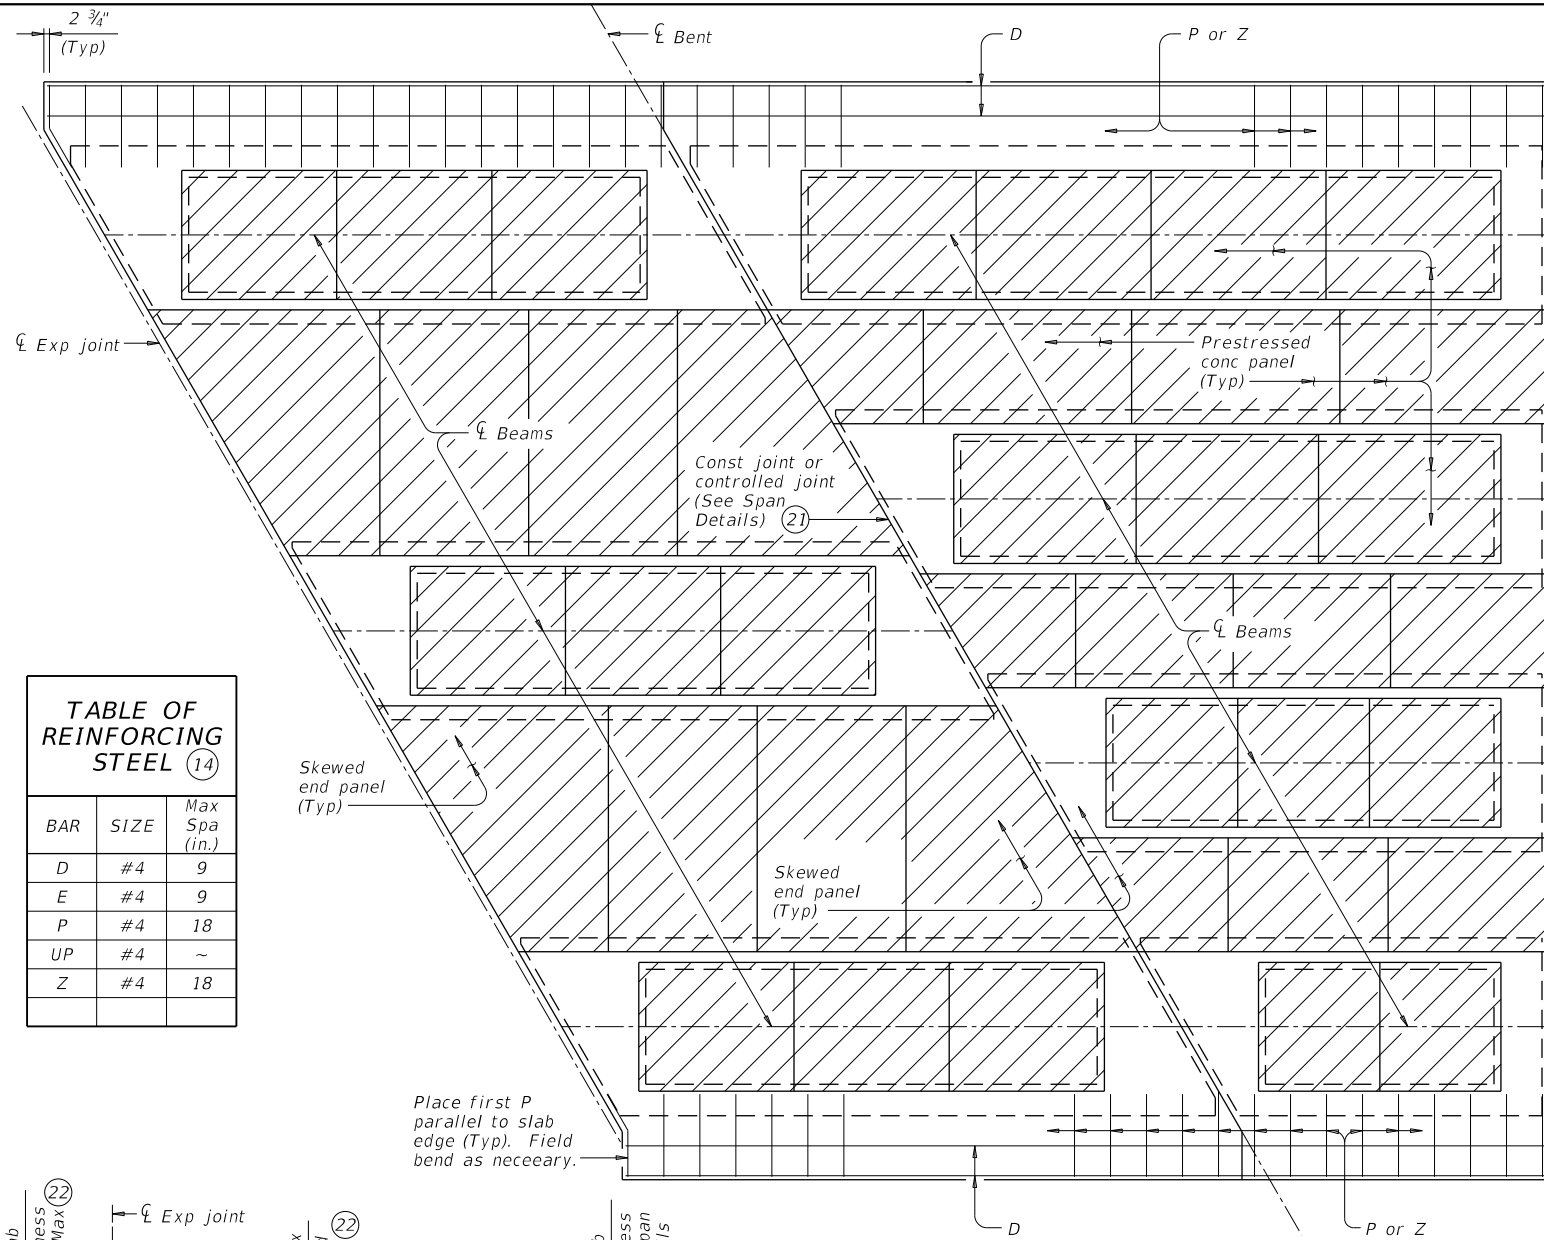 2 ¾"
(Typ)
℄ Bent
D
P or Z
℄ Exp joint
Prestressed
conc panel
(Typ)
℄ Beams
Const joint or
controlled joint
(See Span
Details) 21
℄ Beams
TABLE OF
REINFORCING
STEEL 14
BAR SIZE Max Spa (in.)
D #4 9
E #4 9
P #4 18
UP #4 ~
Z #4 18
Skewed
end panel
(Typ)
Skewed
end panel
(Typ)
Place first P
parallel to slab
edge (Typ). Field
bend as neceeary.
22
Max
℄ Exp joint
22
D
P or Z